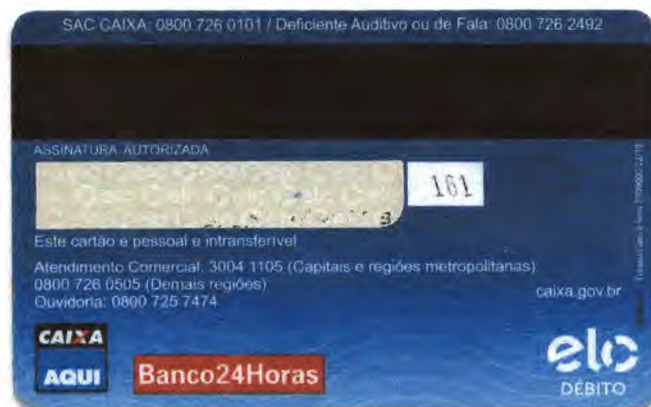 SAC CAIXA: 0800 726 0101 / Deficiente Auditivo ou de Fala: 0800 726 2492
ASSINATURA AUTORIZADA
161
Este cartão é pessoal e intransferível
Atendimento Comercial: 3004 1105 (Capitais e regiões metropolitanas)
0800 726 0505 (Demais regiões)
Ouvidoria: 0800 725 7474
caixa.gov.br
CAIXA
AQUI
Banco24Horas
elo
DÉBITO